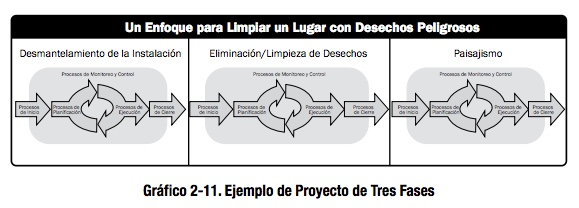 Un Enfoque para Limpiar un Lugar con Desechos Peligrosos
Desmantelamiento de la Instalación
Procesos de Monitoreo y Control
Procesos
de Inicio
Procesos de
Planificación
Procesos de
Ejecución
Procesos
de Cierre
Eliminación/Limpieza de Desechos
Procesos de Monitoreo y Control
Procesos
de Inicio
Procesos de
Planificación
Procesos de
Ejecución
Procesos
de Cierre
Paisajismo
Procesos de Monitoreo y Control
Procesos
de Inicio
Procesos de
Planificación
Procesos de
Ejecución
Procesos
de Cierre
Gráfico 2-11. Ejemplo de Proyecto de Tres Fases